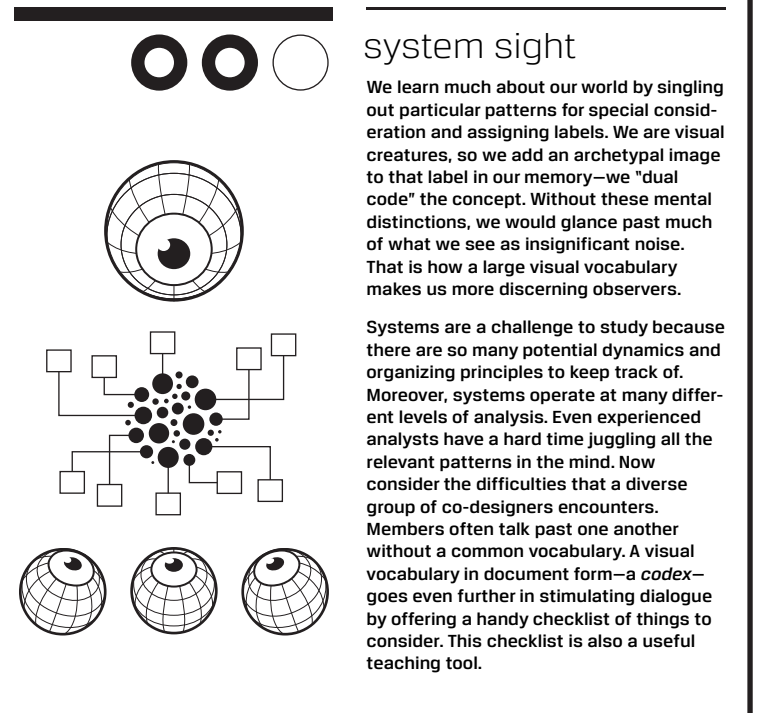 system sight
We learn much about our world by singling
out particular patterns for special consid-
eration and assigning labels. We are visual
creatures, so we add an archetypal image
to that label in our memory—we "dual
code" the concept. Without these mental
distinctions, we would glance past much
of what we see as insignificant noise.
That is how a large visual vocabulary
makes us more discerning observers.
Systems are a challenge to study because
there are so many potential dynamics and
organizing principles to keep track of.
Moreover, systems operate at many differ-
ent levels of analysis. Even experienced
analysts have a hard time juggling all the
relevant patterns in the mind. Now
consider the difficulties that a diverse
group of co-designers encounters.
Members often talk past one another
without a common vocabulary. A visual
vocabulary in document form—a codex—
goes even further in stimulating dialogue
by offering a handy checklist of things to
consider. This checklist is also a useful
teaching tool.